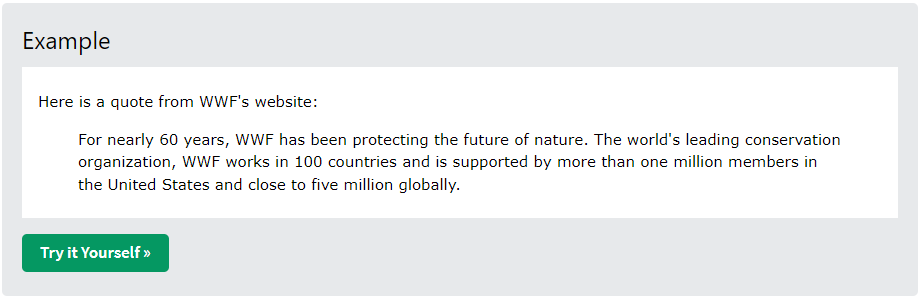 Example
Here is a quote from WWF's website:
For nearly 60 years, WWF has been protecting the future of nature. The world's leading conservation
organization, WWF works in 100 countries and is supported by more than one million members in
the United States and close to five million globally.
Try it Yourself »